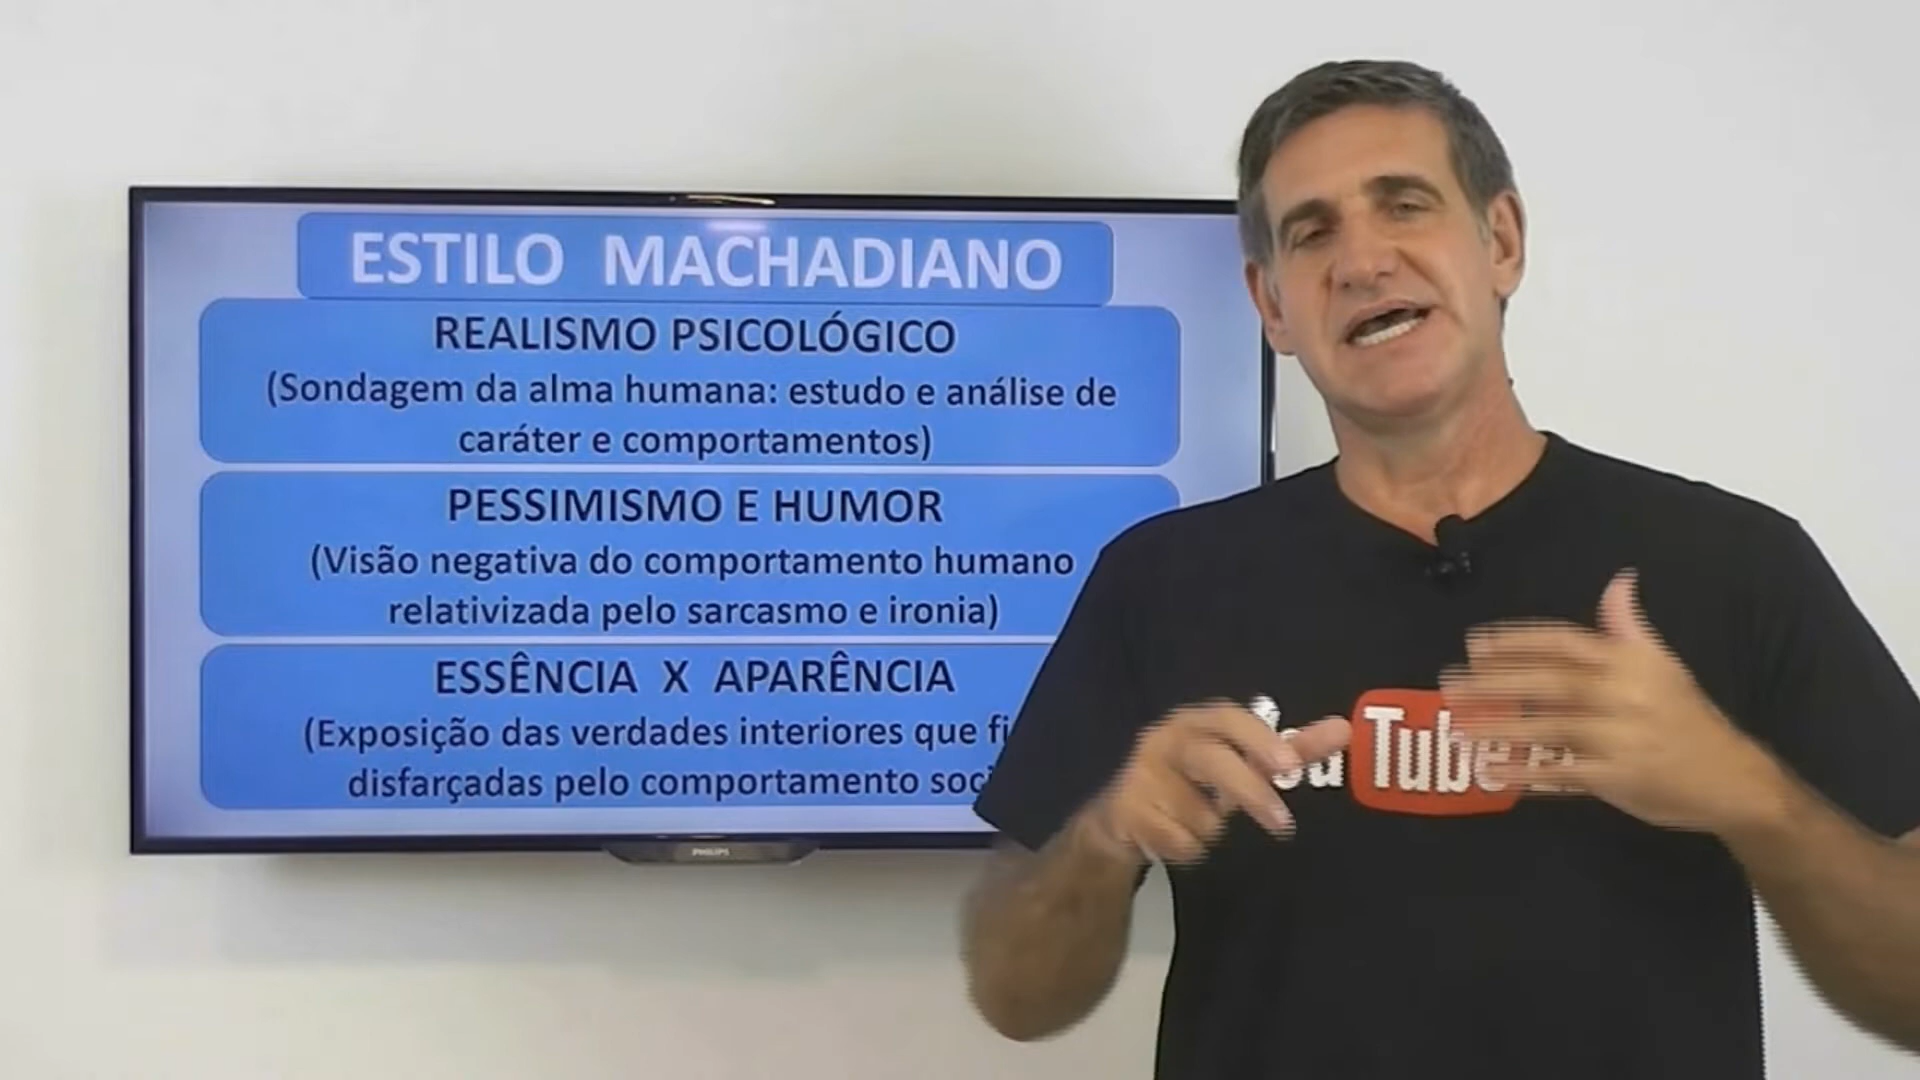 ESTILO MACHADIANO
REALISMO PSICOLÓGICO
(Sondagem da alma humana: estudo e análise de
caráter e comportamentos)
PESSIMISMO E HUMOR
(Visão negativa do comportamento humano
relativizada pelo sarcasmo e ironia)
ESSÊNCIA X APARÊNCIA
(Exposição das verdades interiores que
disfarçadas pelo comportamento
PHILIPS
You Tube